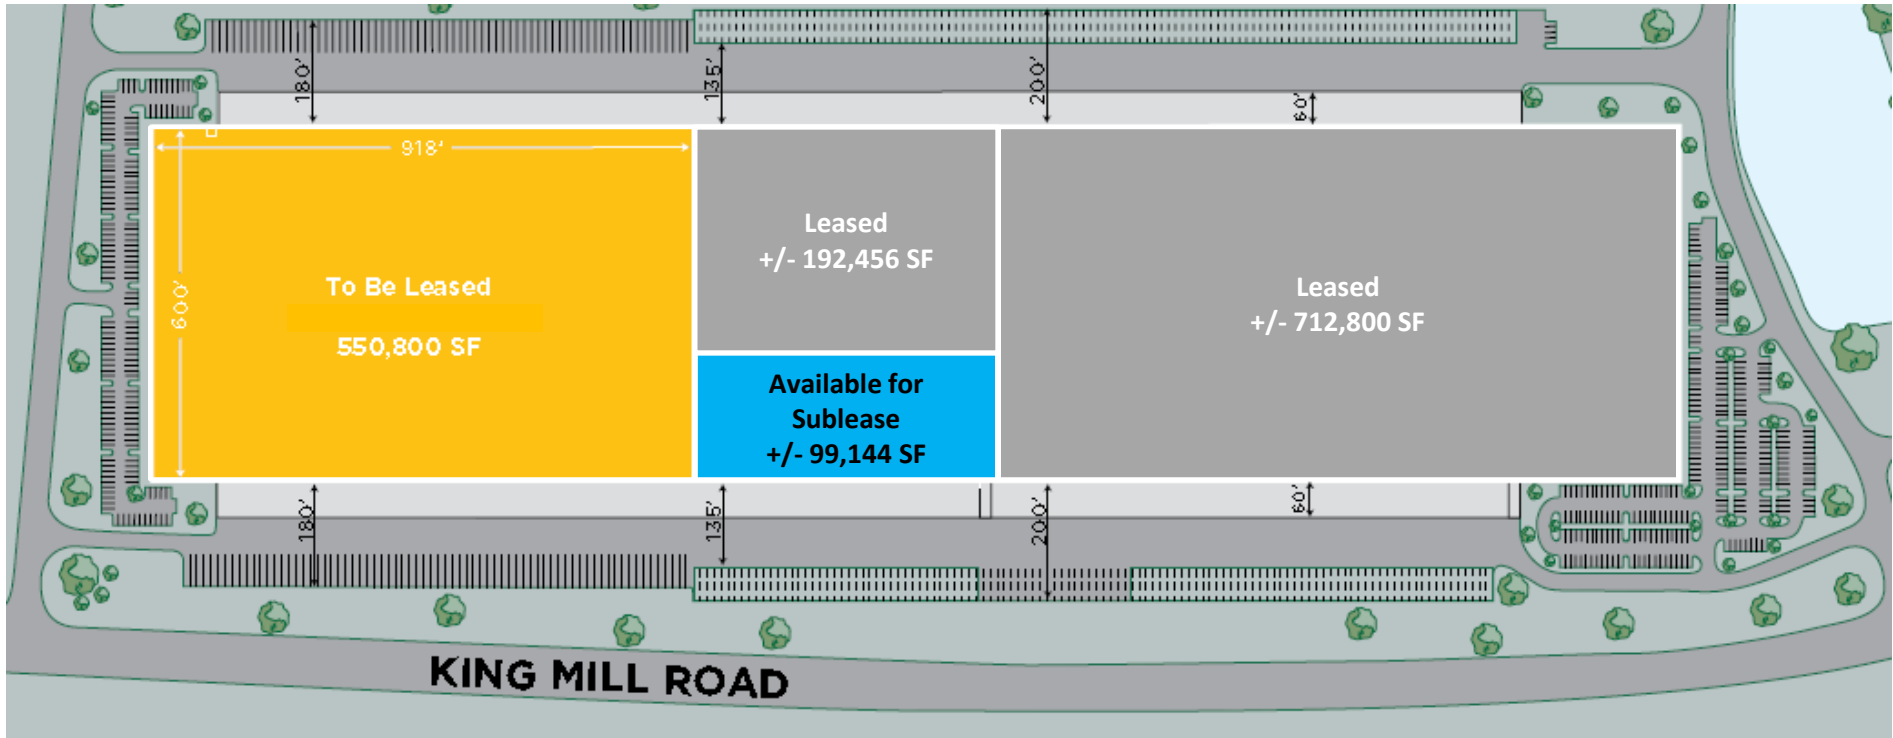 180'
135'
200'
60'
918'
600'
To Be Leased
550,800 SF
Leased
+/- 192,456 SF
Available for
Sublease
+/- 99,144 SF
Leased
+/- 712,800 SF
180'
135'
200'
60'
KING MILL ROAD